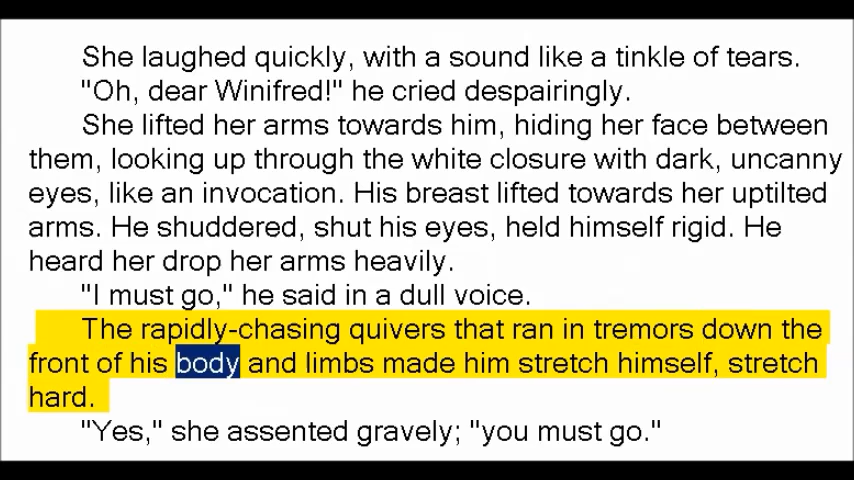 She laughed quickly, with a sound like a tinkle of tears.
"Oh, dear Winifred!" he cried despairingly.
She lifted her arms towards him, hiding her face between
them, looking up through the white closure with dark, uncanny
eyes, like an invocation. His breast lifted towards her uptilted
arms. He shuddered, shut his eyes, held himself rigid. He
heard her drop her arms heavily.
"I must go," he said in a dull voice.
The rapidly-chasing quivers that ran in tremors down the
front of his body and limbs made him stretch himself, stretch
hard.
"Yes," she assented gravely; "you must go."